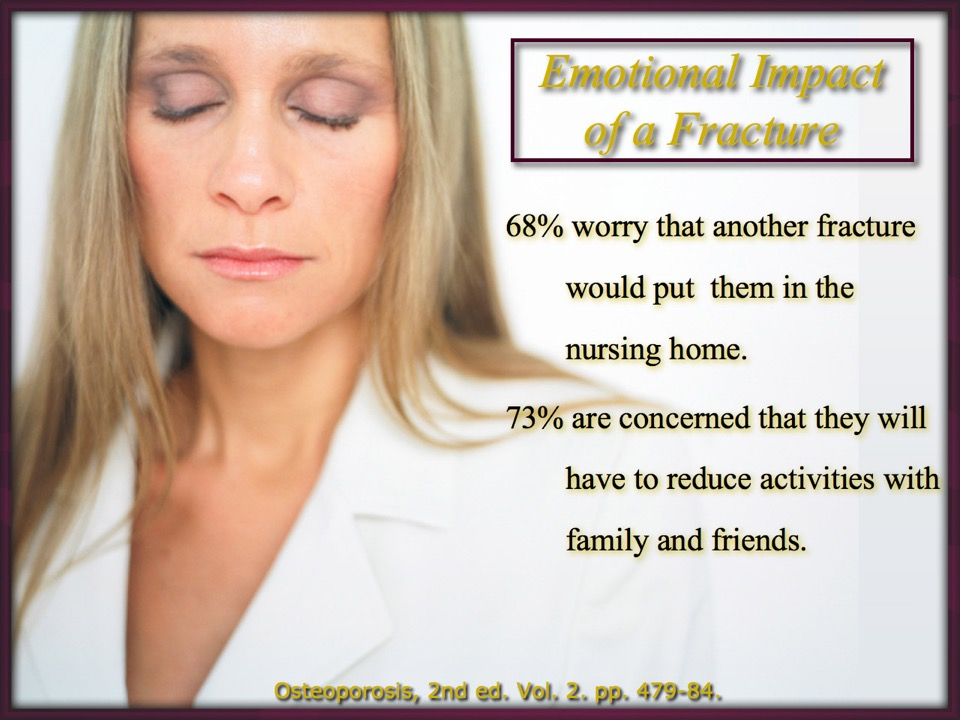 Emotional Impact
of a Fracture
68% worry that another fracture
would put them in the
nursing home.
73% are concerned that they will
have to reduce activities with
family and friends.
Osteoporosis, 2nd ed. Vol. 2. pp. 479-84.